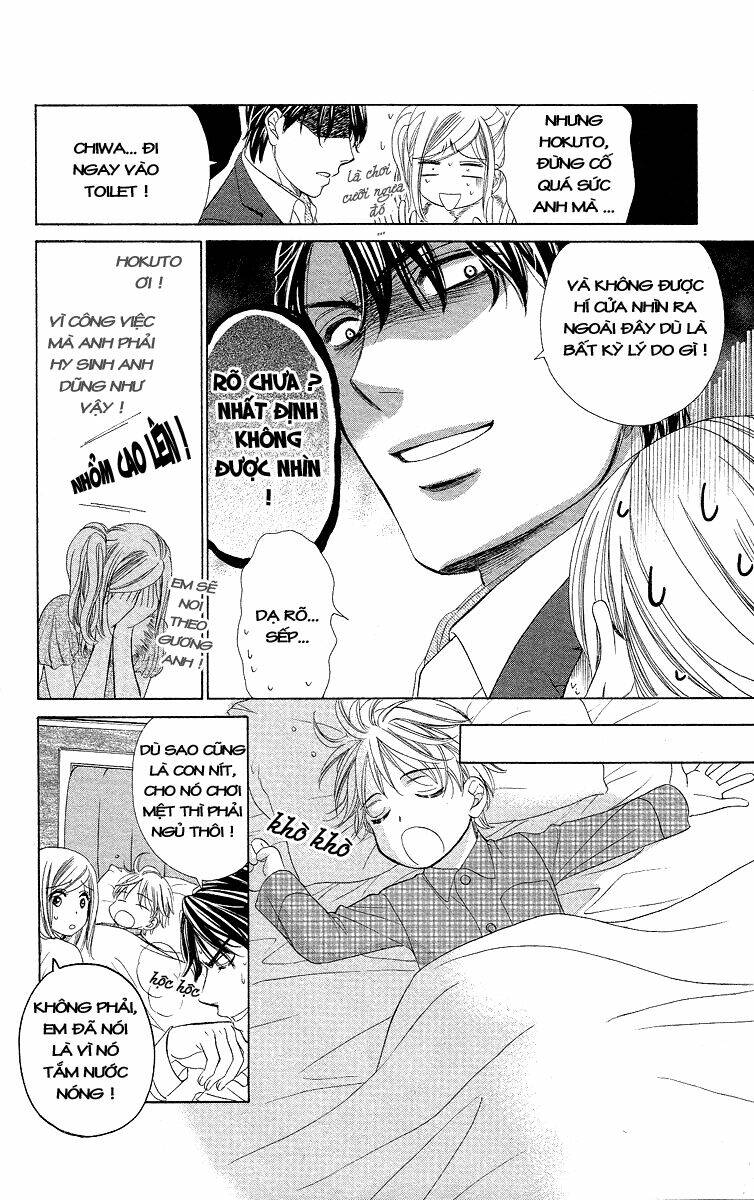 NHƯNG
HOKUTO,
ĐỪNG CỐ
QUÁ SỨC
ANH MÀ ...
Là chơi
cưỡi ngựa
đó
...
CHIWA... ĐI
NGAY VÀO
TOILET !
VÀ KHÔNG ĐƯỢC
HÍ CỬA NHÌN RA
NGOÀI ĐÂY DÙ LÀ
BẤT KỲ LÝ DO GÌ !
RÕ CHƯA ?
NHẤT ĐỊNH
KHÔNG
ĐƯỢC NHÌN
!
DẠ RÕ...
SẾP...
HOKUTO
ƠI !
VÌ CÔNG VIỆC
MÀ ANH PHẢI
HY SINH ANH
DŨNG NHƯ
VẬY !
NHỔM CAO LÊN !
EM SẼ
NOI
THEO
GƯƠNG
ANH !
khò khò
DÙ SAO CŨNG
LÀ CON NÍT,
CHO NÓ CHƠI
MỆT THÌ PHẢI
NGỦ THÔI !
hộc hộc
KHÔNG PHẢI,
EM ĐÃ NÓI
LÀ VÌ NÓ
TẮM NƯỚC
NÓNG !